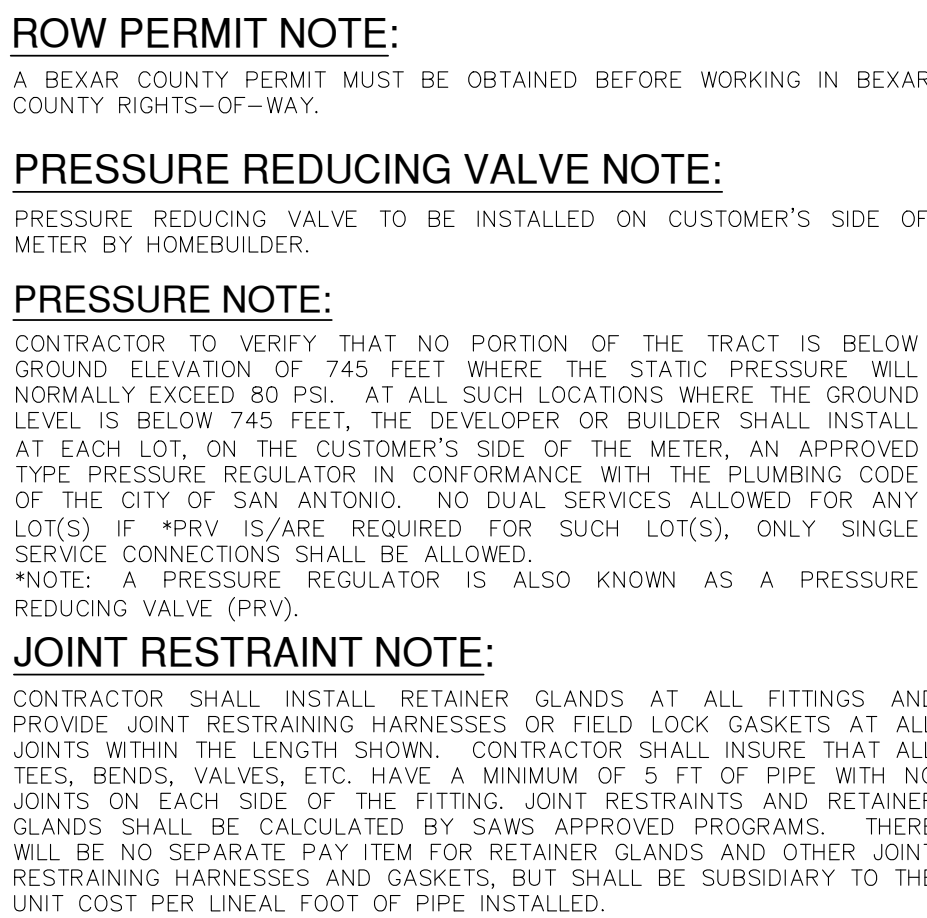 ROW PERMIT NOTE:
A BEXAR COUNTY PERMIT MUST BE OBTAINED BEFORE WORKING IN BEXAR
COUNTY RIGHTS-OF-WAY.
PRESSURE REDUCING VALVE NOTE:
PRESSURE REDUCING VALVE TO BE INSTALLED ON CUSTOMER'S SIDE OF
METER BY HOMEBUILDER.
PRESSURE NOTE:
CONTRACTOR TO VERIFY THAT NO PORTION OF THE TRACT IS BELOW
GROUND ELEVATION OF 745 FEET WHERE THE STATIC PRESSURE WILL
NORMALLY EXCEED 80 PSI. AT ALL SUCH LOCATIONS WHERE THE GROUND
LEVEL IS BELOW 745 FEET, THE DEVELOPER OR BUILDER SHALL INSTALL
AT EACH LOT, ON THE CUSTOMER'S SIDE OF THE METER, AN APPROVED
TYPE PRESSURE REGULATOR IN CONFORMANCE WITH THE PLUMBING CODE
OF THE CITY OF SAN ANTONIO. NO DUAL SERVICES ALLOWED FOR ANY
LOT(S) IF *PRV IS/ARE REQUIRED FOR SUCH LOT(S), ONLY SINGLE
SERVICE CONNECTIONS SHALL BE ALLOWED.
*NOTE: A PRESSURE REGULATOR IS ALSO KNOWN AS A PRESSURE
REDUCING VALVE (PRV).
JOINT RESTRAINT NOTE:
CONTRACTOR SHALL INSTALL RETAINER GLANDS AT ALL FITTINGS AND
PROVIDE JOINT RESTRAINING HARNESSES OR FIELD LOCK GASKETS AT ALL
JOINTS WITHIN THE LENGTH SHOWN. CONTRACTOR SHALL INSURE THAT ALL
TEES, BENDS, VALVES, ETC. HAVE A MINIMUM OF 5 FT OF PIPE WITH NO
JOINTS ON EACH SIDE OF THE FITTING. JOINT RESTRAINTS AND RETAINER
GLANDS SHALL BE CALCULATED BY SAWS APPROVED PROGRAMS. THERE
WILL BE NO SEPARATE PAY ITEM FOR RETAINER GLANDS AND OTHER JOINT
RESTRAINING HARNESSES AND GASKETS, BUT SHALL BE SUBSIDIARY TO THE
UNIT COST PER LINEAL FOOT OF PIPE INSTALLED.